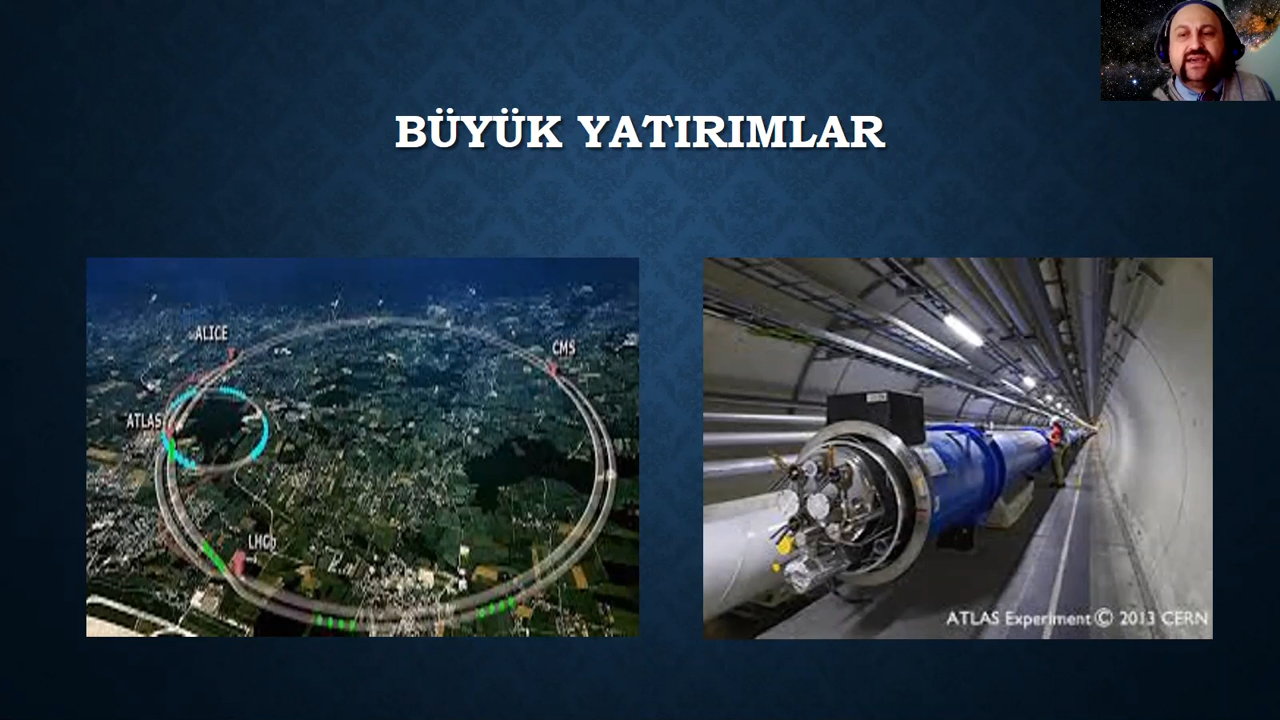 BÜYÜK YATIRIMLAR
ALICE
CMS
ATLAS
LHCb
ATLAS Experiment © 2013 CERN